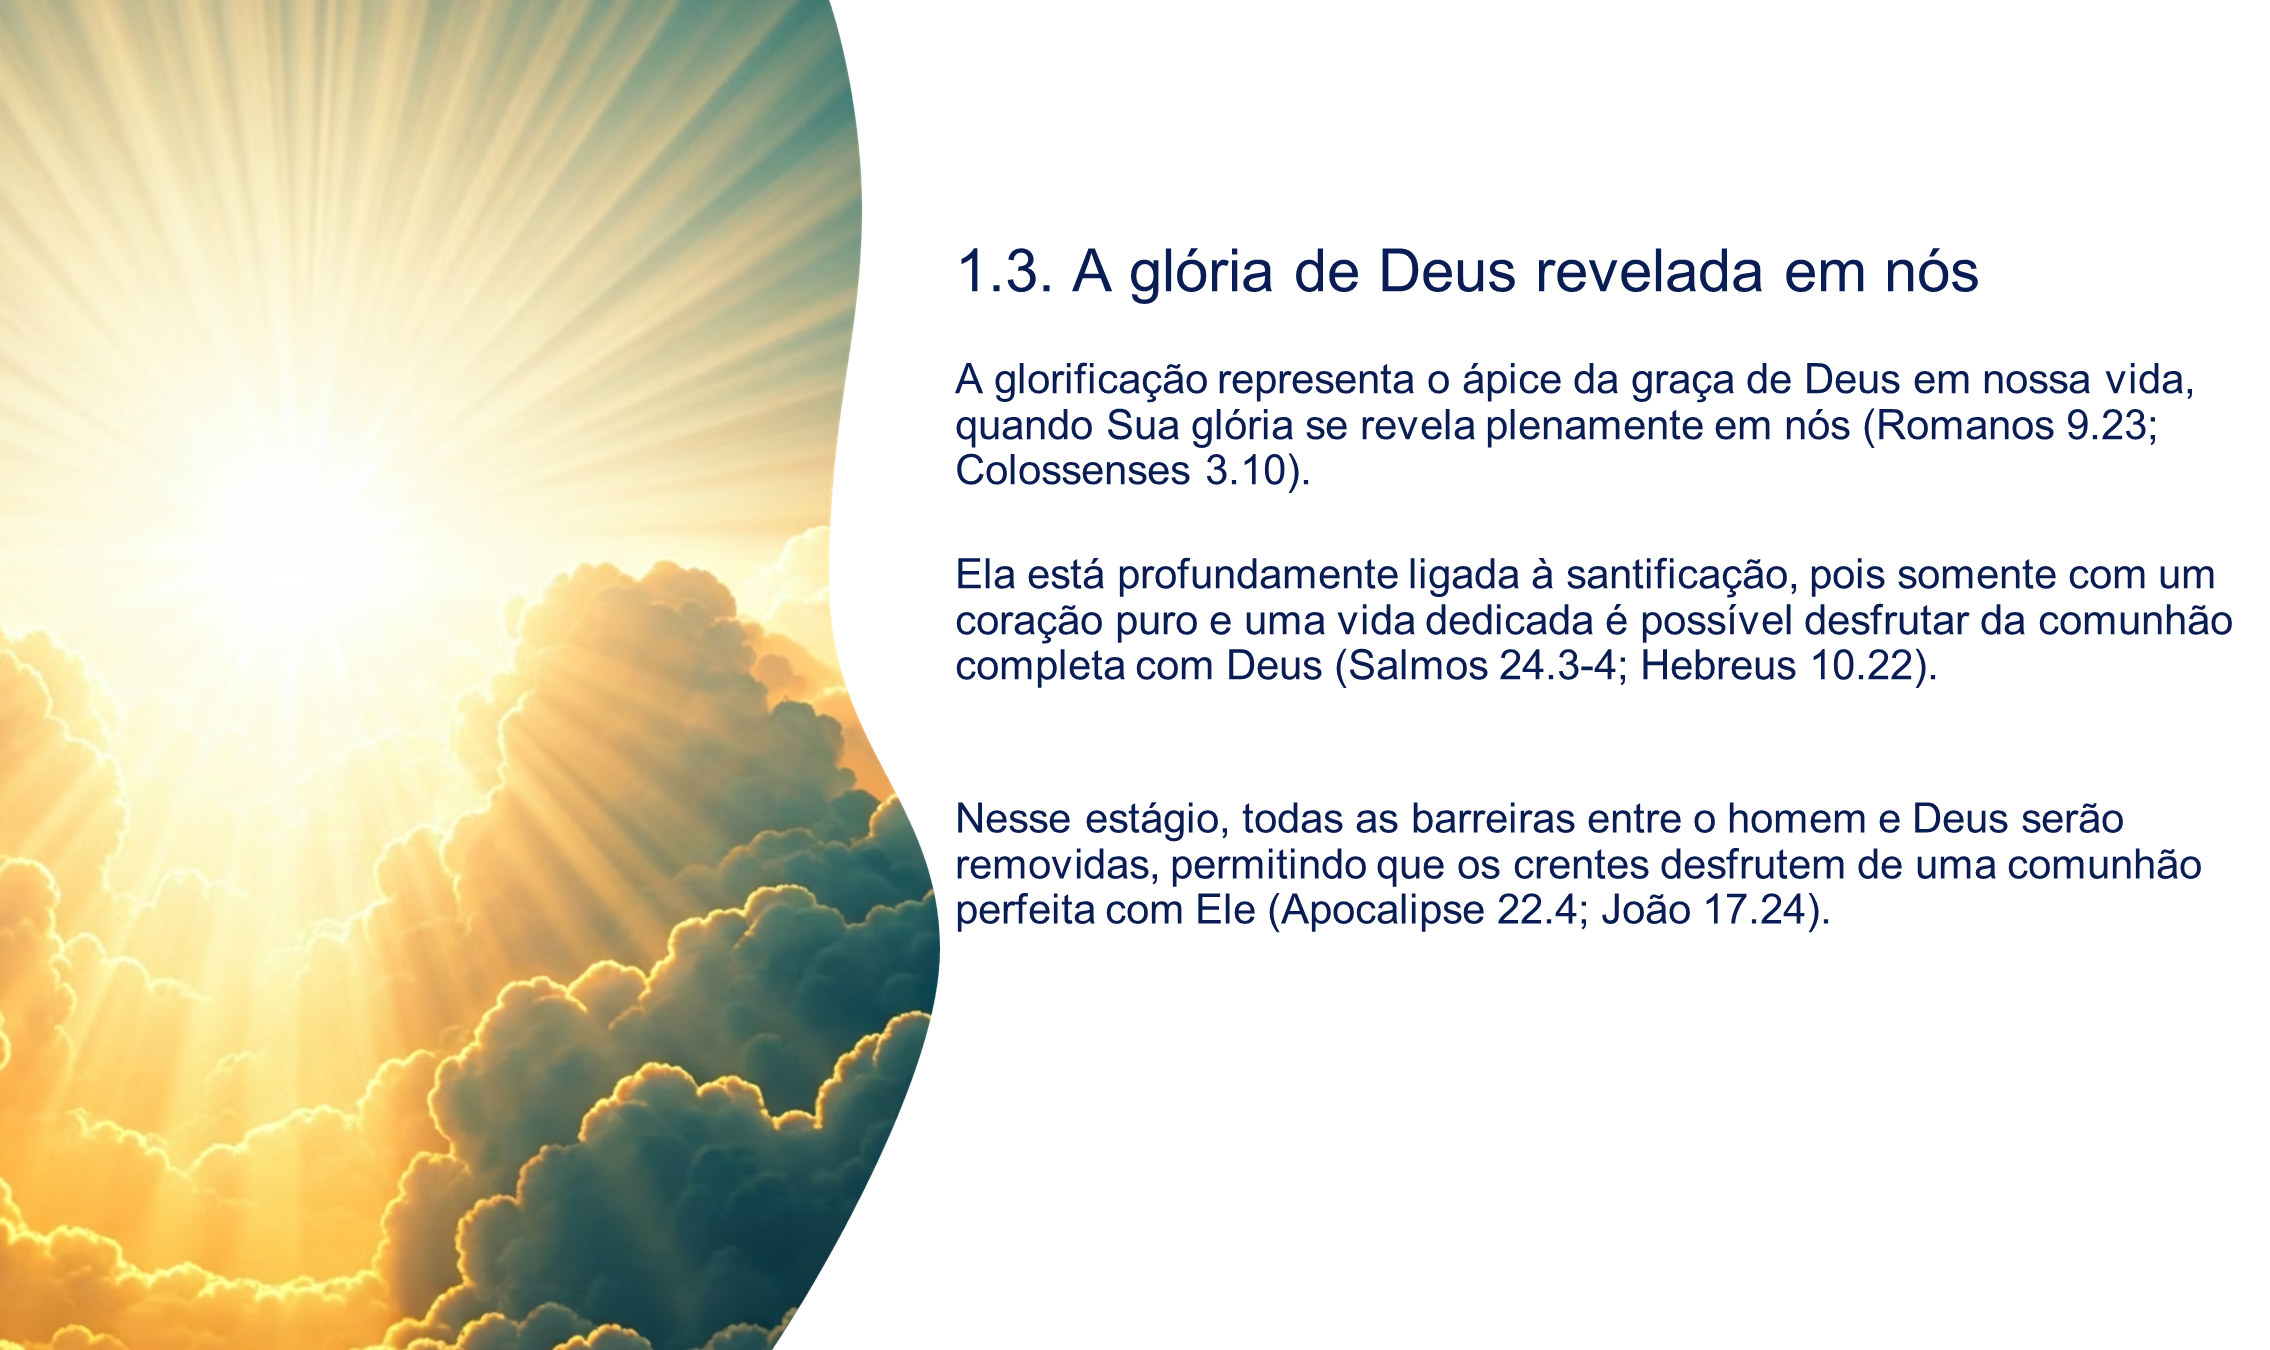 1.3. A glória de Deus revelada em nós
A glorificação representa o ápice da graça de Deus em nossa vida,
quando Sua glória se revela plenamente em nós (Romanos 9.23;
Colossenses 3.10).
Ela está profundamente ligada à santificação, pois somente com um
coração puro e uma vida dedicada é possível desfrutar da comunhão
completa com Deus (Salmos 24.3-4; Hebreus 10.22).
Nesse estágio, todas as barreiras entre o homem e Deus serão
removidas, permitindo que os crentes desfrutem de uma comunhão
perfeita com Ele (Apocalipse 22.4; João 17.24).